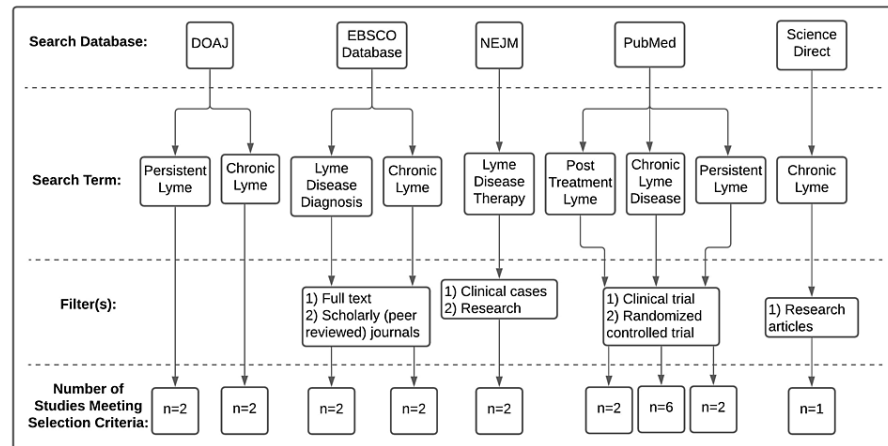 Search Database:
DOAJ
EBSCO
Database
NEJM
PubMed
Science
Direct
Search Term:
Persistent
Lyme
Chronic
Lyme
Lyme
Disease
Diagnosis
Chronic
Lyme
Lyme
Disease
Therapy
Post
Treatment
Lyme
Chronic
Lyme
Disease
Persistent
Lyme
Chronic
Lyme
Filter(s):
1) Full text
2) Scholarly (peer
reviewed) journals
1) Clinical cases
2) Research
1) Clinical trial
2) Randomized
controlled trial
1) Research
articles
Number of
Studies Meeting
Selection Criteria:
n=2
n=2
n=2
n=2
n=2
n=2
n=6
n=2
n=1